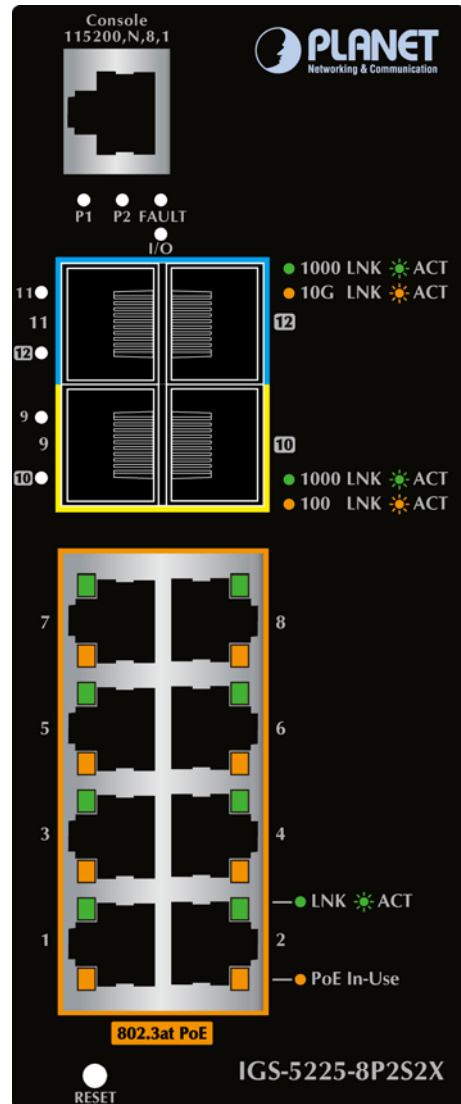 Console
115200,N,8,1
PLANET
Networking & Communication
P1 P2 FAULT
I/O
11
11
12
12
1000 LNK ACT
10G LNK ACT
9
9
10
10
1000 LNK ACT
100 LNK ACT
7 8
5 6
3 4
1 2
LNK ACT
PoE In-Use
802.3at PoE
RESET
IGS-5225-8P2S2X